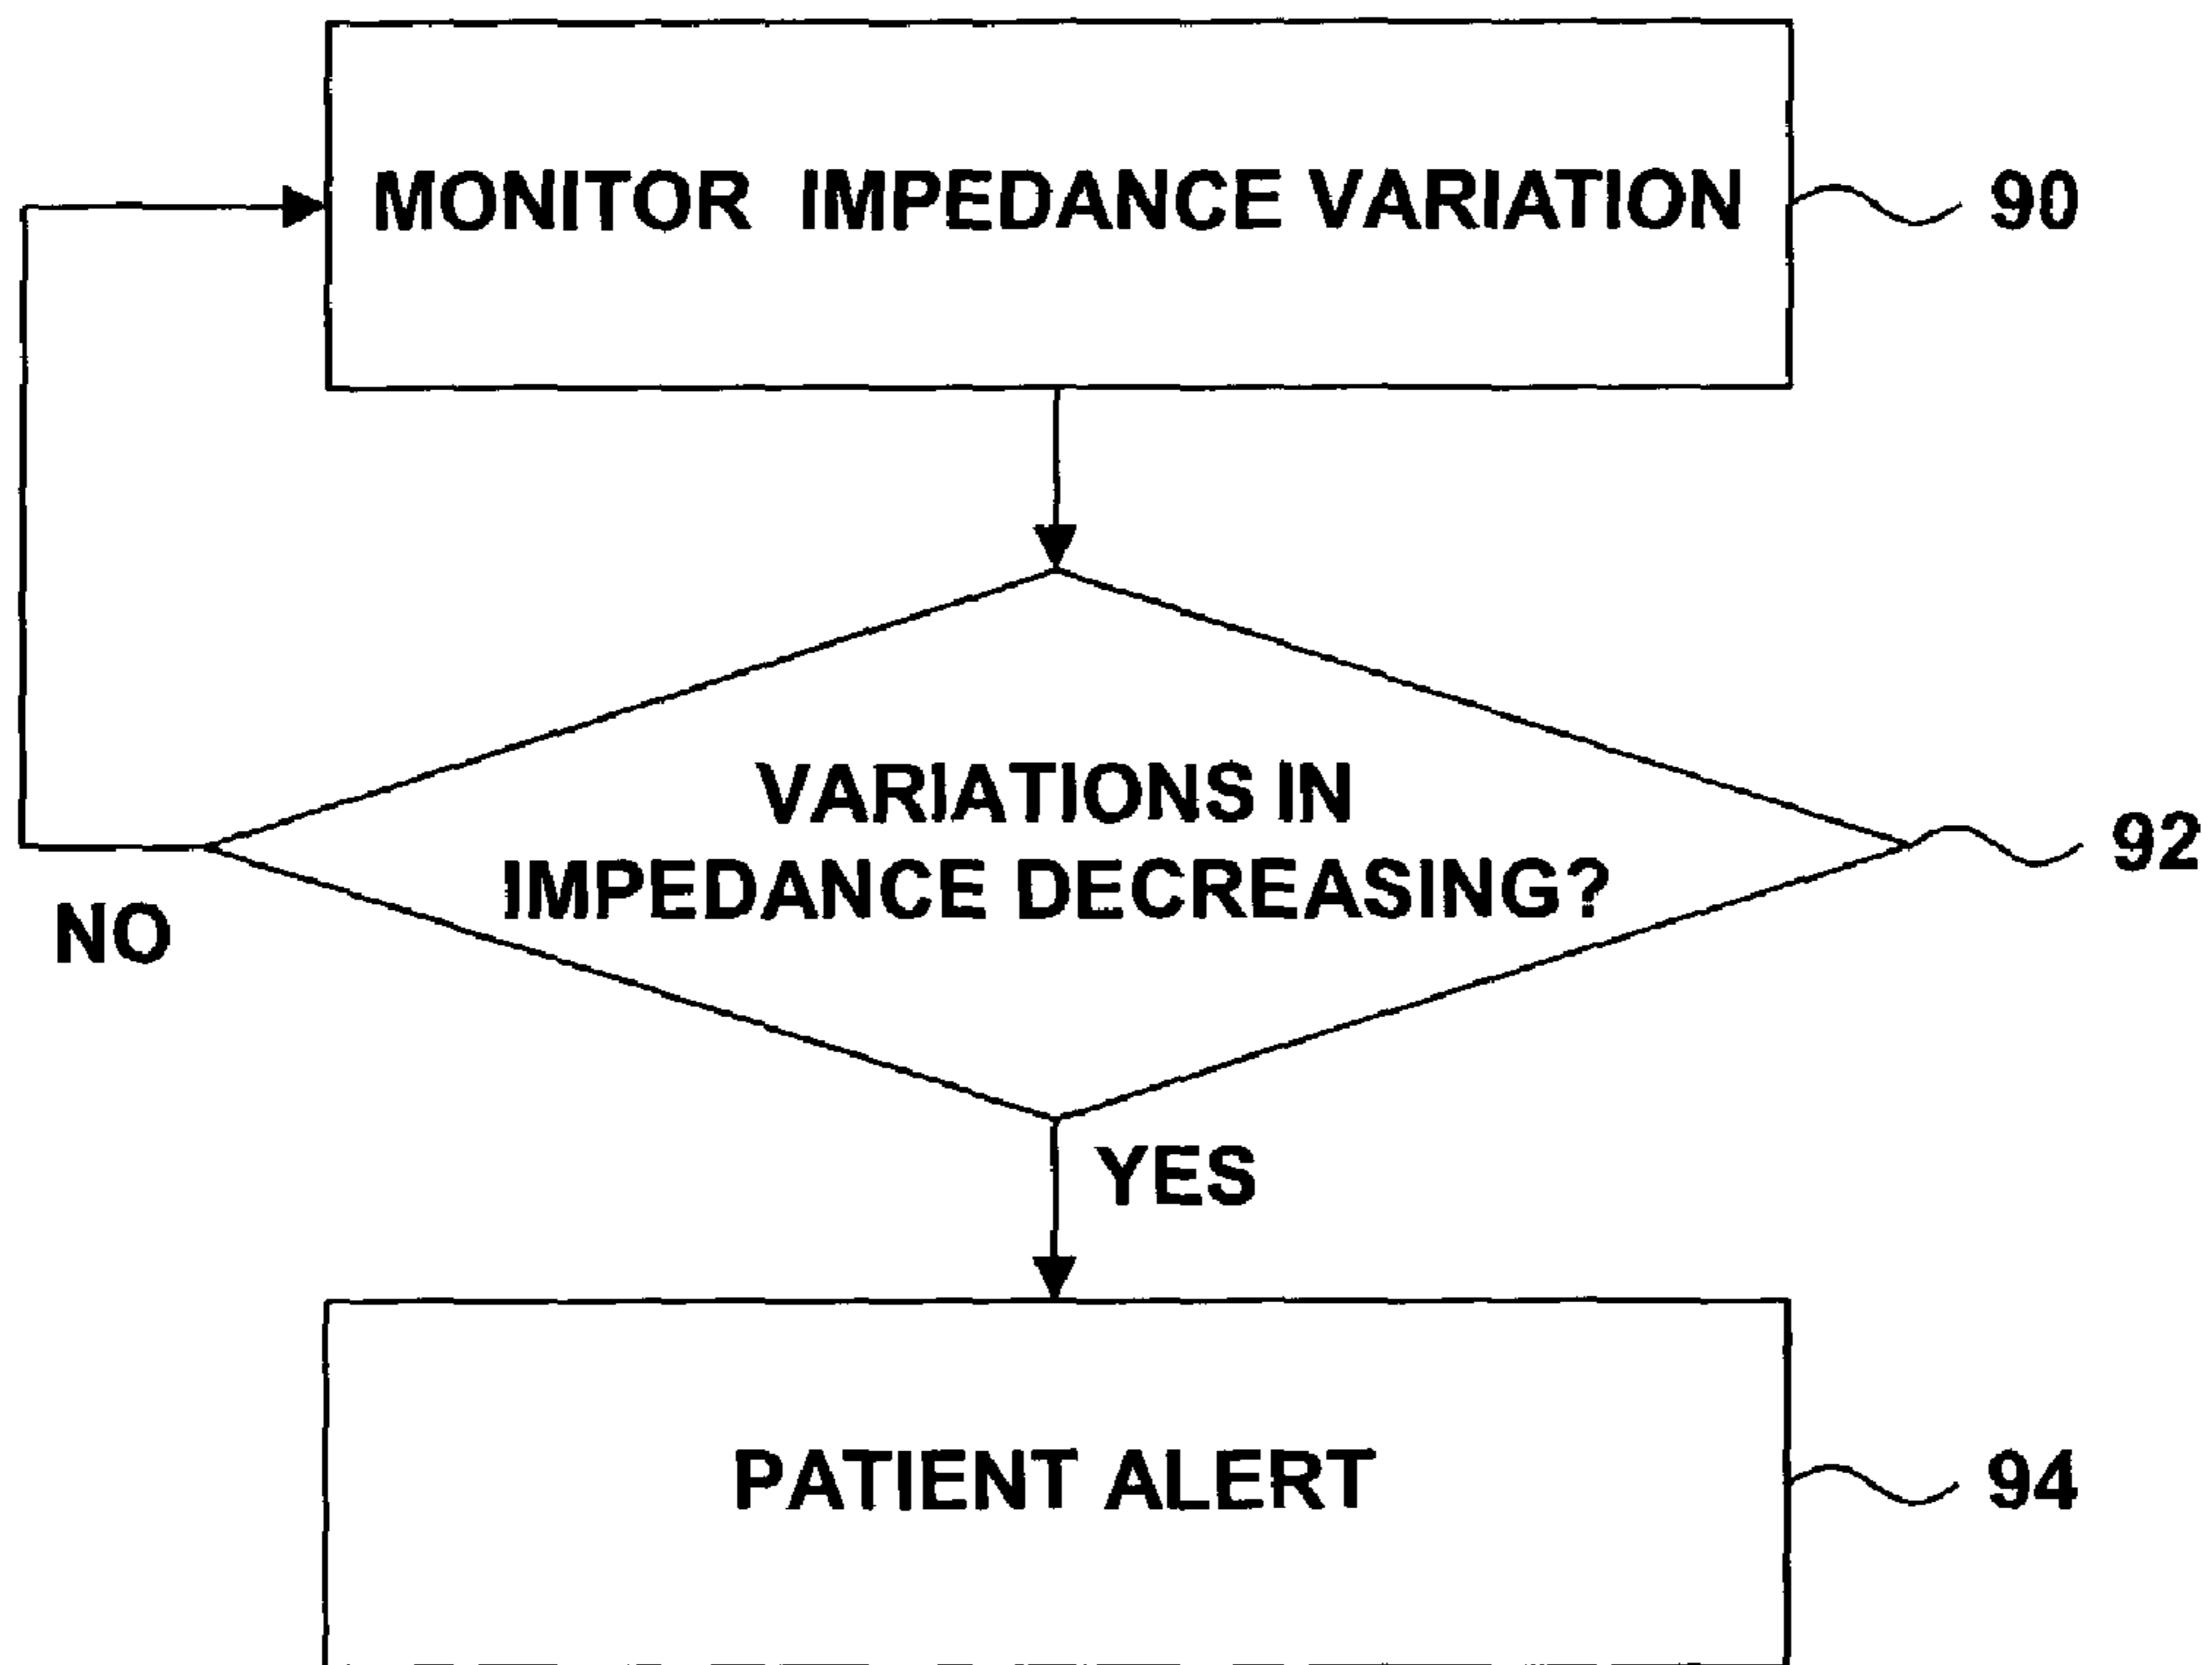 MONITOR IMPEDANCE VARIATION
90
VARIATIONS IN
IMPEDANCE DECREASING?
92
NO
YES
PATIENT ALERT
94